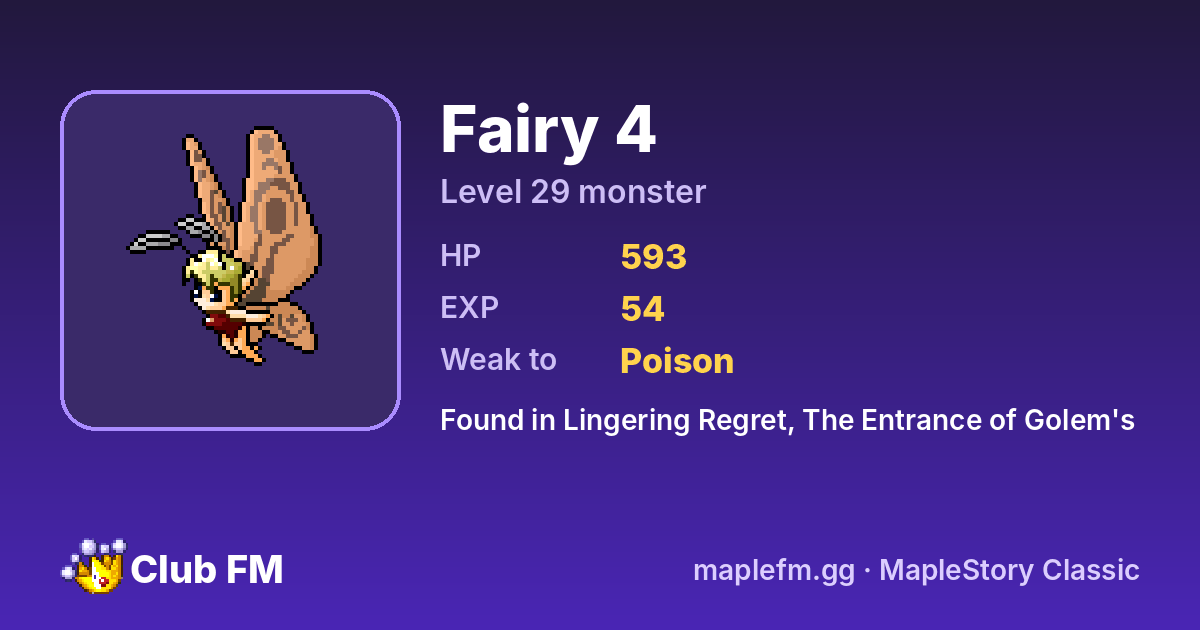 Fairy 4
Level 29 monster
HP 593
EXP 54
Weak to Poison
Found in Lingering Regret, The Entrance of Golem's
Club FM
maplefm.gg · MapleStory Classic